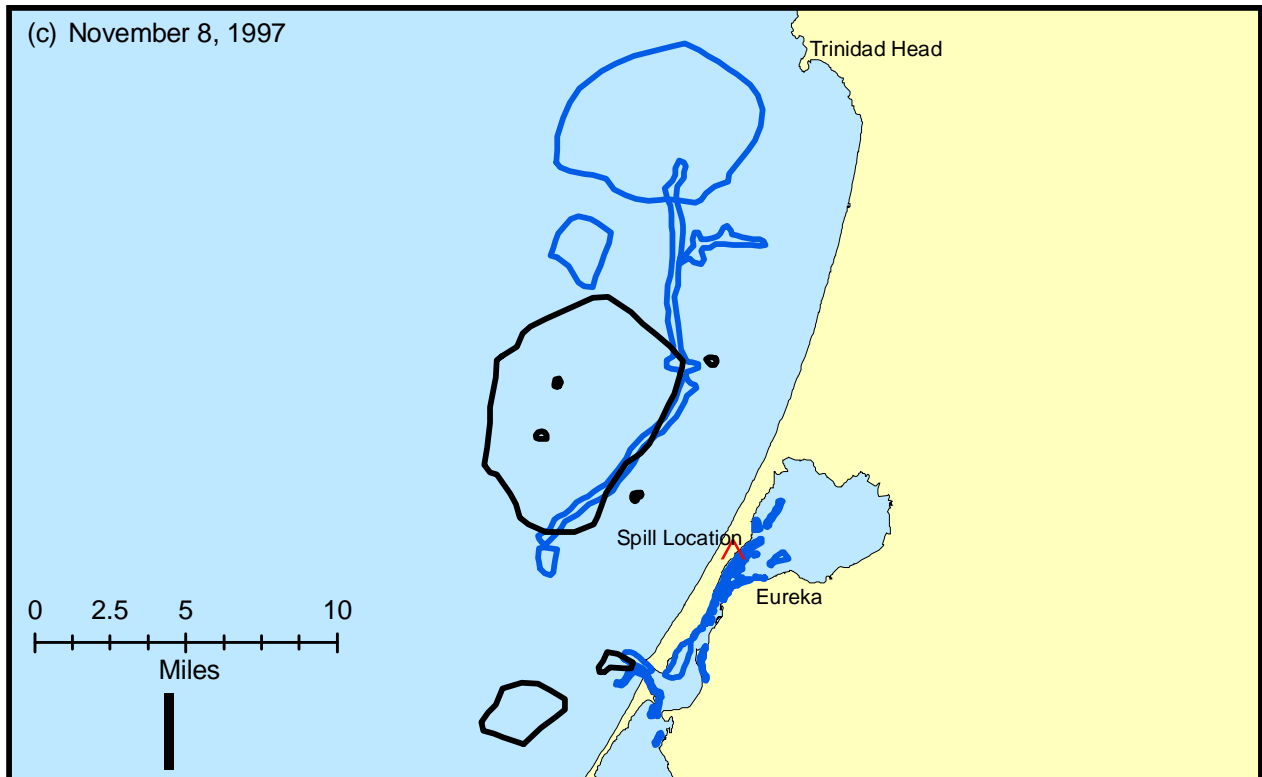 (c) November 8, 1997
Trinidad Head
Spill Location
Eureka
0 2.5 5 10
Miles